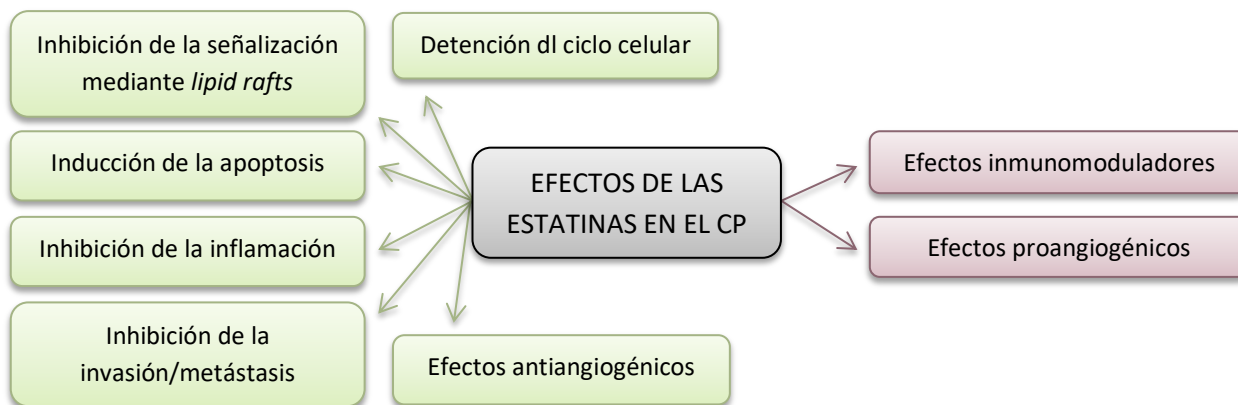 Inhibición de la señalización
mediante lipid rafts
Detención dl ciclo celular
Inducción de la apoptosis
EFECTOS DE LAS
ESTATINAS EN EL CP
Efectos inmunomoduladores
Inhibición de la inflamación
Efectos proangiogénicos
Inhibición de la
invasión/metástasis
Efectos antiangiogénicos